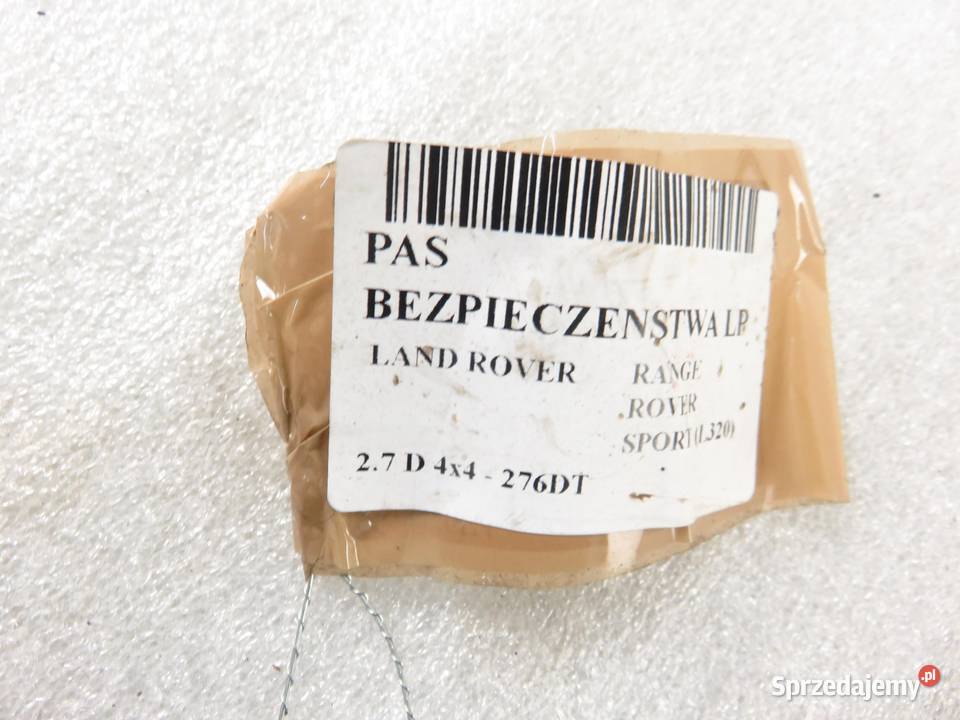 PAS
BEZPIECZENSTWA LP
LAND ROVER RANGE
ROVER
SPORT (L320)
2.7 D 4x4 - 276DT
Sprzedajemy.pl